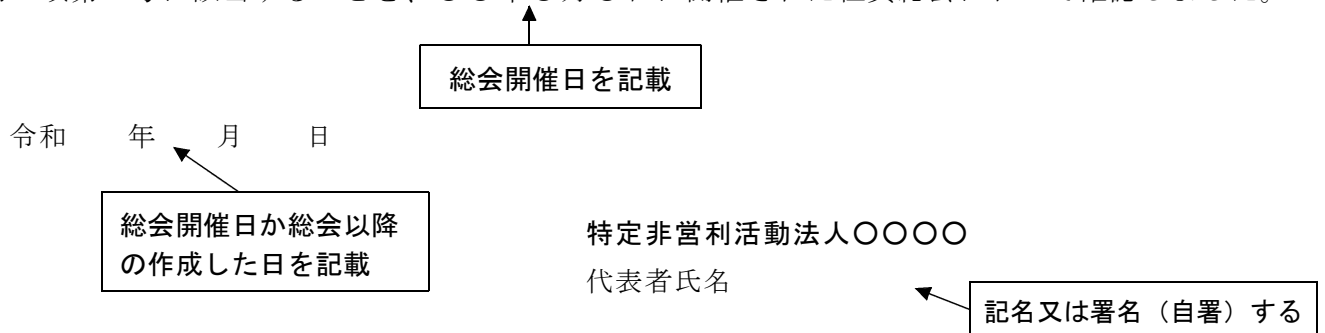 総会開催日を記載
令和　　年　　月　　日
総会開催日か総会以降
の作成した日を記載
特定非営利活動法人〇〇〇〇
代表者氏名
記名又は署名（自署）する